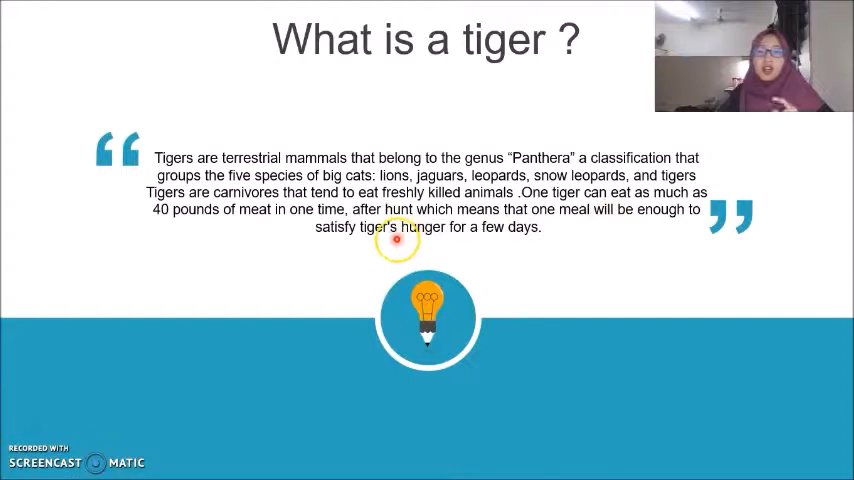 What is a tiger ?
Tigers are terrestrial mammals that belong to the genus “Panthera” a classification that
groups the five species of big cats: lions, jaguars, leopards, snow leopards, and tigers
Tigers are carnivores that tend to eat freshly killed animals .One tiger can eat as much as
40 pounds of meat in one time, after hunt which means that one meal will be enough to
satisfy tiger's hunger for a few days.
RECORDED WITH
SCREENCAST MATIC